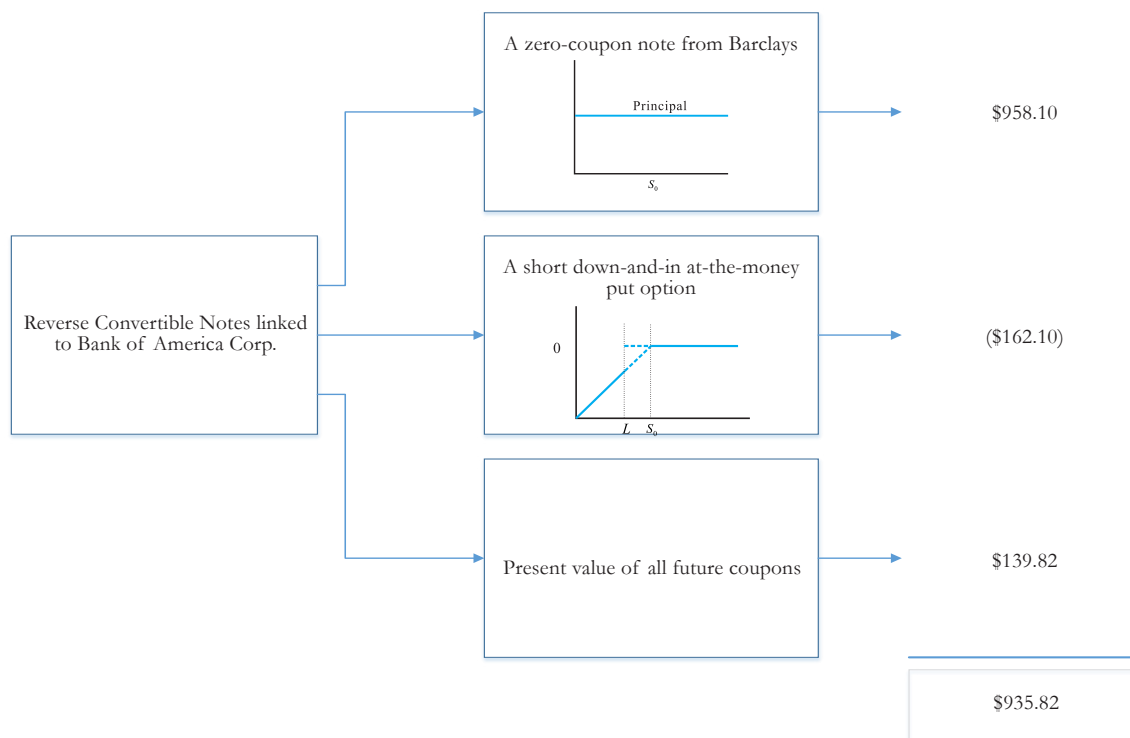 A zero-coupon note from Barclays
Principal
S₀
$958.10
Reverse Convertible Notes linked
to Bank of America Corp.
A short down-and-in at-the-money
put option
0
L S₀
($162.10)
Present value of all future coupons
$139.82
$935.82